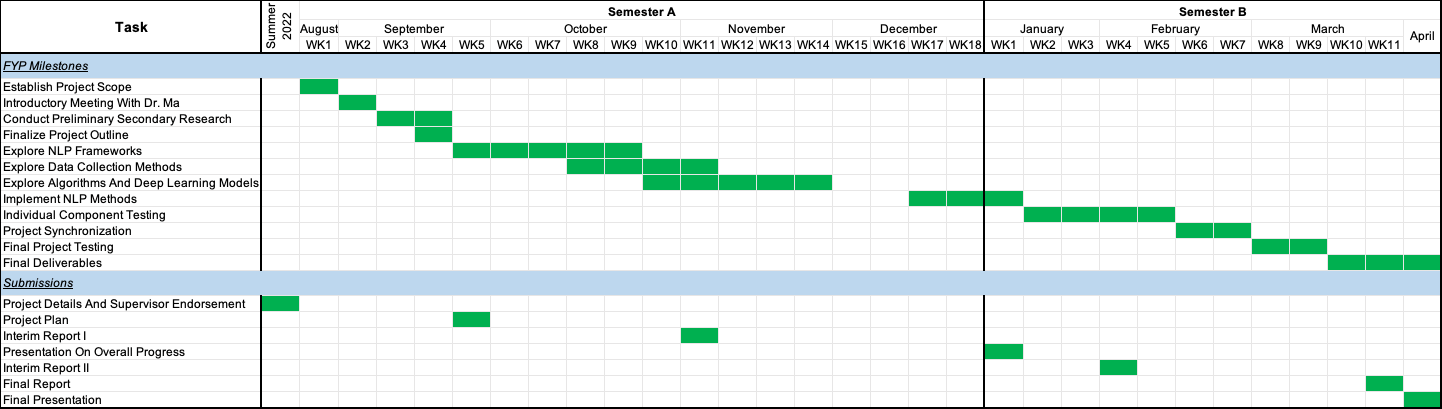 Task
Summer 2022
Semester A
Semester B
August September October November December January February March April
WK1 WK2 WK3 WK4 WK5 WK6 WK7 WK8 WK9 WK10 WK11 WK12 WK13 WK14 WK15 WK16 WK17 WK18 WK1 WK2 WK3 WK4 WK5 WK6 WK7 WK8 WK9 WK10 WK11
FYP Milestones
Establish Project Scope
Introductory Meeting With Dr. Ma
Conduct Preliminary Secondary Research
Finalize Project Outline
Explore NLP Frameworks
Explore Data Collection Methods
Explore Algorithms And Deep Learning Models
Implement NLP Methods
Individual Component Testing
Project Synchronization
Final Project Testing
Final Deliverables
Submissions
Project Details And Supervisor Endorsement
Project Plan
Interim Report I
Presentation On Overall Progress
Interim Report II
Final Report
Final Presentation